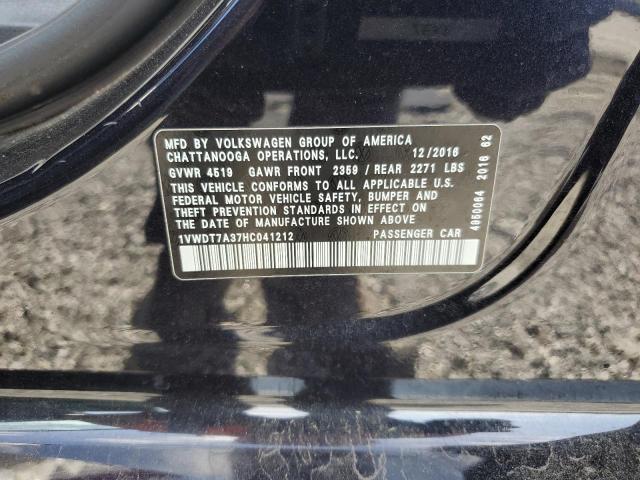 MFD BY VOLKSWAGEN GROUP OF AMERICA
CHATTANOOGA OPERATIONS, LLC. 12/2016
GVWR 4519 GAWR FRONT 2359 / REAR 2271 LBS
THIS VEHICLE CONFORMS TO ALL APPLICABLE U.S.
FEDERAL MOTOR VEHICLE SAFETY, BUMPER AND
THEFT PREVENTION STANDARDS IN EFFECT ON
THE DATE OF MANUFACTURE SHOWN ABOVE
1VWDT7A37HC041212 PASSENGER CAR
4950064 2016 62